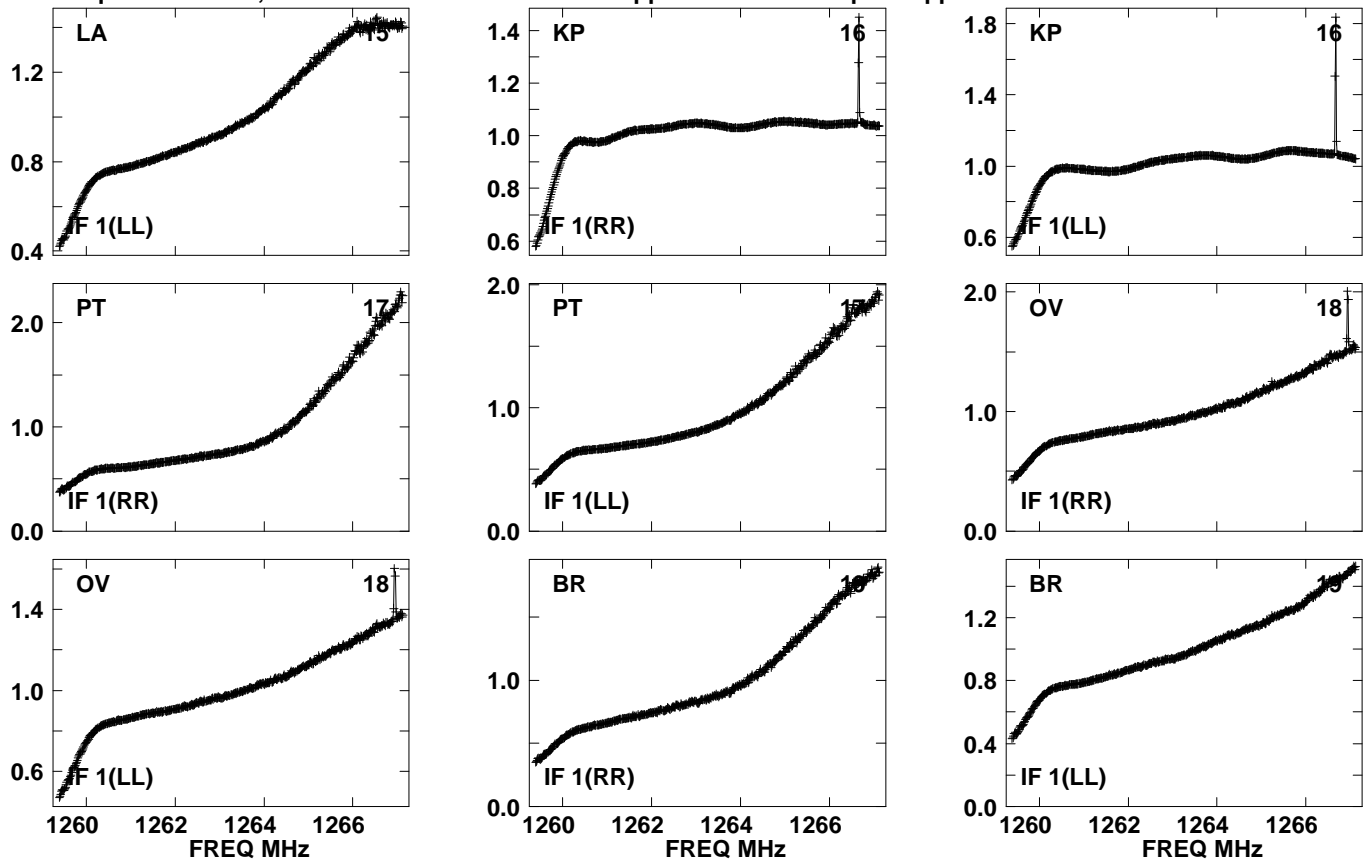 LA 15 KP 16 KP 16
1.2 0.8 0.4
1.4 1.2 1.0 0.8 0.6
1.8 1.4 1.0 0.6
IF 1(LL) IF 1(RR) IF 1(LL)
PT 17 PT 17 OV 18
2.0 1.0 0.0
2.0 1.0 0.0
2.0 1.0 0.0
IF 1(RR) IF 1(LL) IF 1(RR)
OV 18 BR 19 BR 19
1.4 1.0 0.6
1.0 0.0
1.2 0.8 0.4 0.0
IF 1(LL) IF 1(RR) IF 1(LL)
1260 1262 1264 1266 1260 1262 1264 1266 1260 1262 1264 1266
FREQ MHz FREQ MHz FREQ MHz